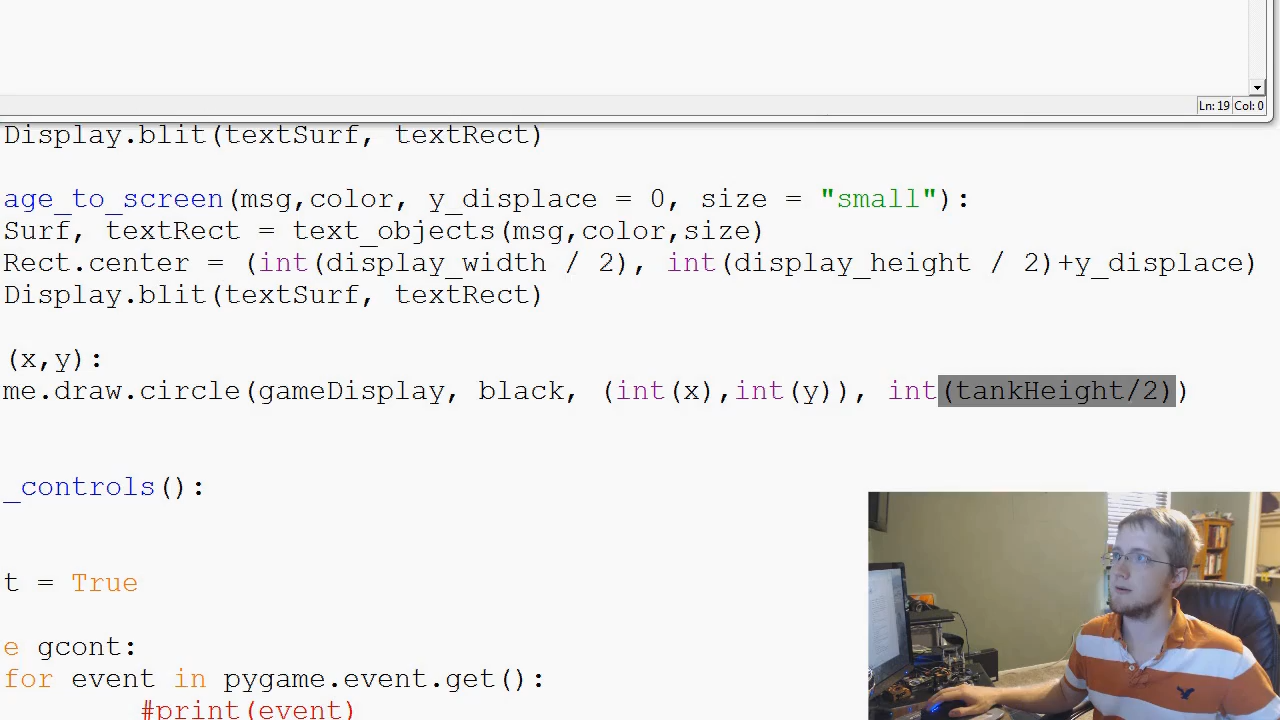 Ln: 19 Col: 0
Display.blit(textSurf, textRect)
age_to_screen(msg,color, y_displace = 0, size = "small"):
Surf, textRect = text_objects(msg,color,size)
Rect.center = (int(display_width / 2), int(display_height / 2)+y_displace)
Display.blit(textSurf, textRect)
(x,y):
me.draw.circle(gameDisplay, black, (int(x),int(y)), int(tankHeight/2))
_controls():
t = True
e gcont:
for event in pygame.event.get():
#print(event)